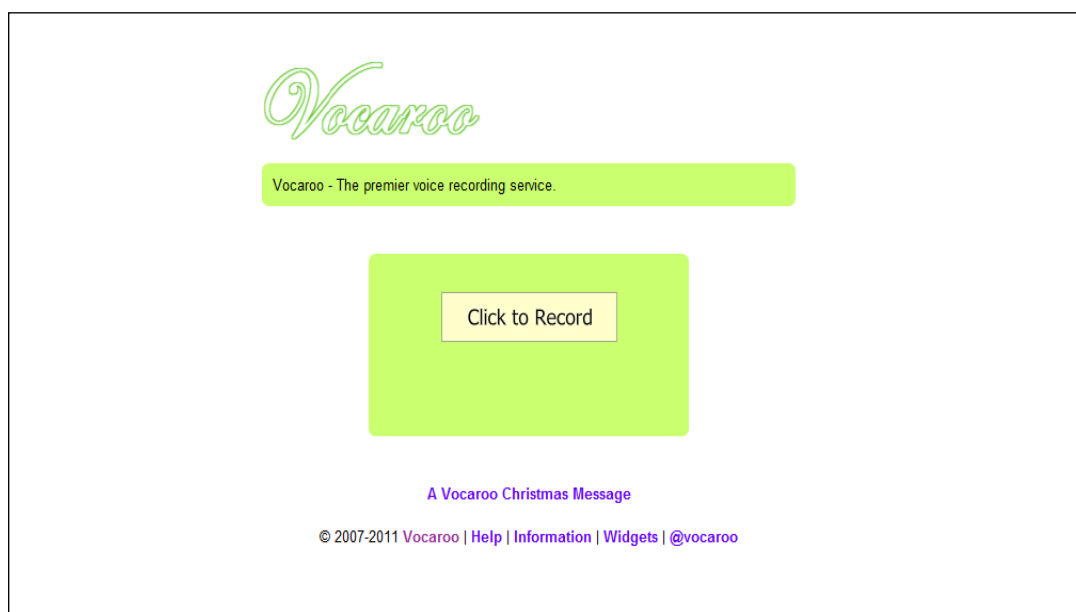 Vocaroo
Vocaroo - The premier voice recording service.
Click to Record
A Vocaroo Christmas Message
© 2007-2011 Vocaroo | Help | Information | Widgets | @vocaroo